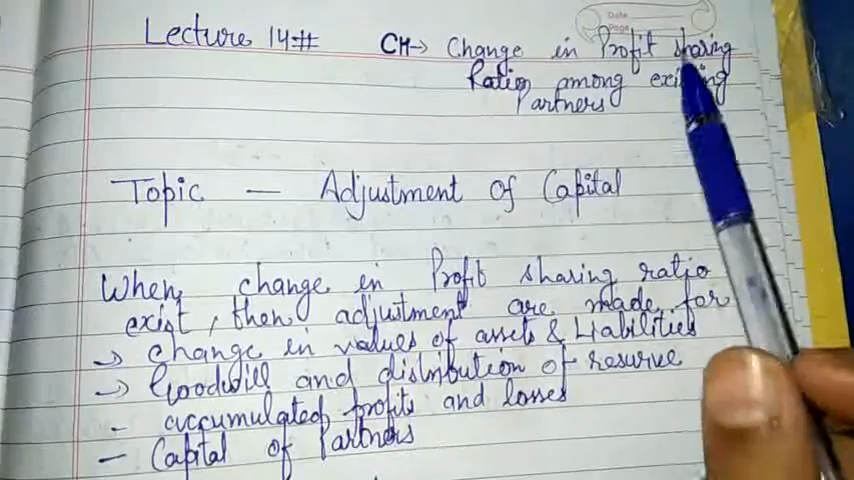 Date
Page
Lecture 14# CH→ Change in Profit sharing
Ratio among existing
Partners
Topic — Adjustment of Capital
When change in Profit sharing ratio
exist, then adjustment are made for
→ change in values of assets & Liabilities
→ Goodwill and distribution of reserve
- accumulated profits and losses
- Capital of Partners